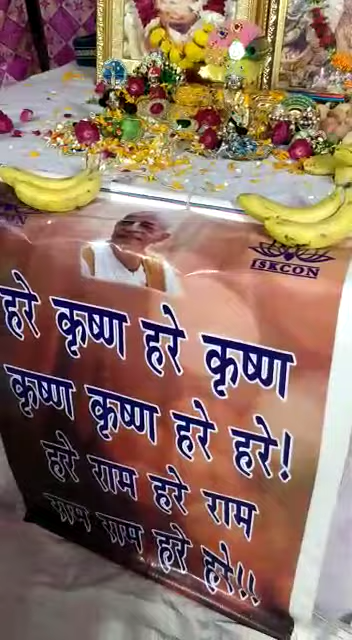 ISKCON
हरे कृष्ण हरे कृष्ण
कृष्ण कृष्ण हरे हरे!
हरे राम हरे राम
राम राम हरे हरे!!